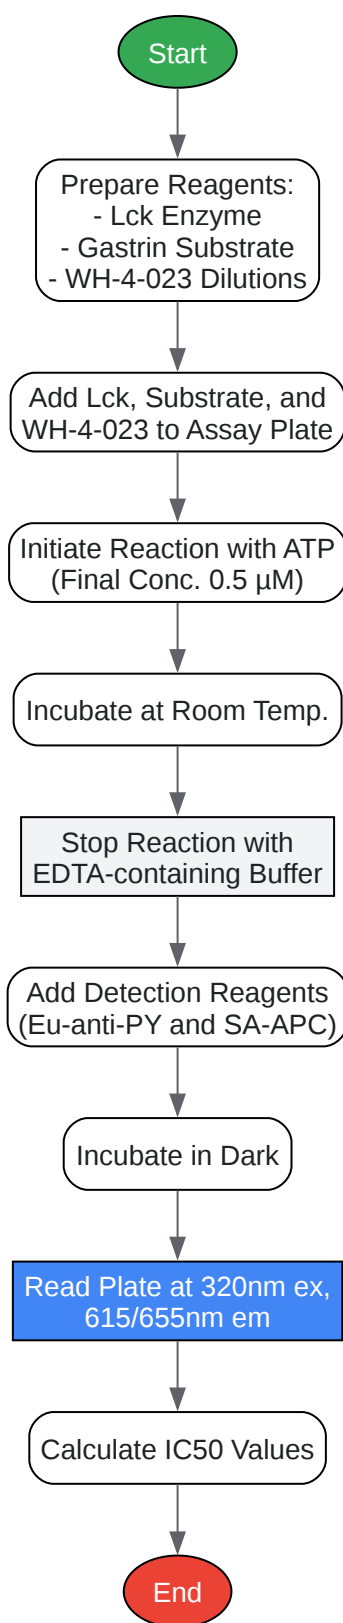 Start
Prepare Reagents:
- Lck Enzyme
- Gastrin Substrate
- WH-4-023 Dilutions
Add Lck, Substrate, and
WH-4-023 to Assay Plate
Initiate Reaction with ATP
(Final Conc. 0.5 µM)
Incubate at Room Temp.
Stop Reaction with
EDTA-containing Buffer
Add Detection Reagents
(Eu-anti-PY and SA-APC)
Incubate in Dark
Read Plate at 320nm ex,
615/655nm em
Calculate IC50 Values
End